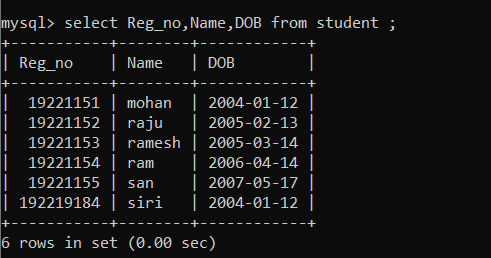 mysql> select Reg_no,Name,DOB from student ;
+-----------+--------+------------+
| Reg_no    | Name   | DOB        |
+-----------+--------+------------+
|  19221151 | mohan  | 2004-01-12 |
|  19221152 | raju   | 2005-02-13 |
|  19221153 | ramesh | 2005-03-14 |
|  19221154 | ram    | 2006-04-14 |
|  19221155 | san    | 2007-05-17 |
| 192219184 | siri   | 2004-01-12 |
+-----------+--------+------------+
6 rows in set (0.00 sec)